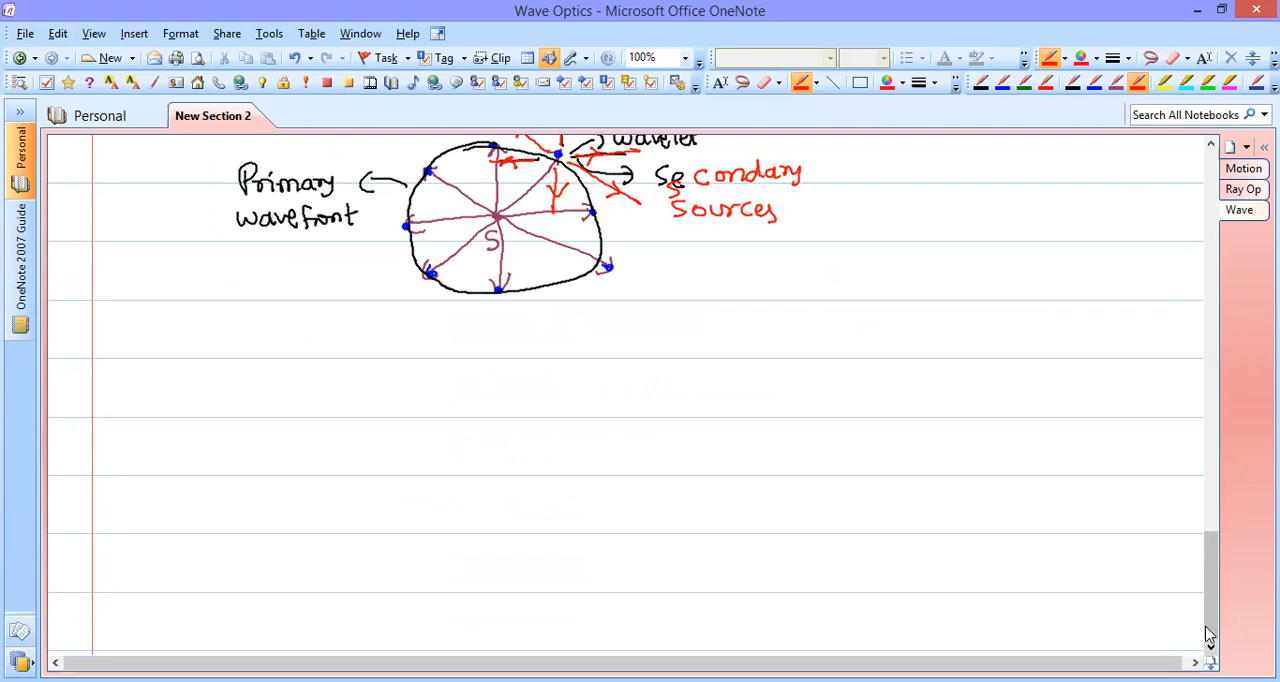 Wave Optics - Microsoft Office OneNote
File Edit View Insert Format Share Tools Table Window Help
New Task Tag Clip 100%
Personal New Section 2 Search All Notebooks
Personal
OneNote 2007 Guide
Motion
Ray Op
Wave
wavelet
Primary
wavefront
Secondary
sources
S